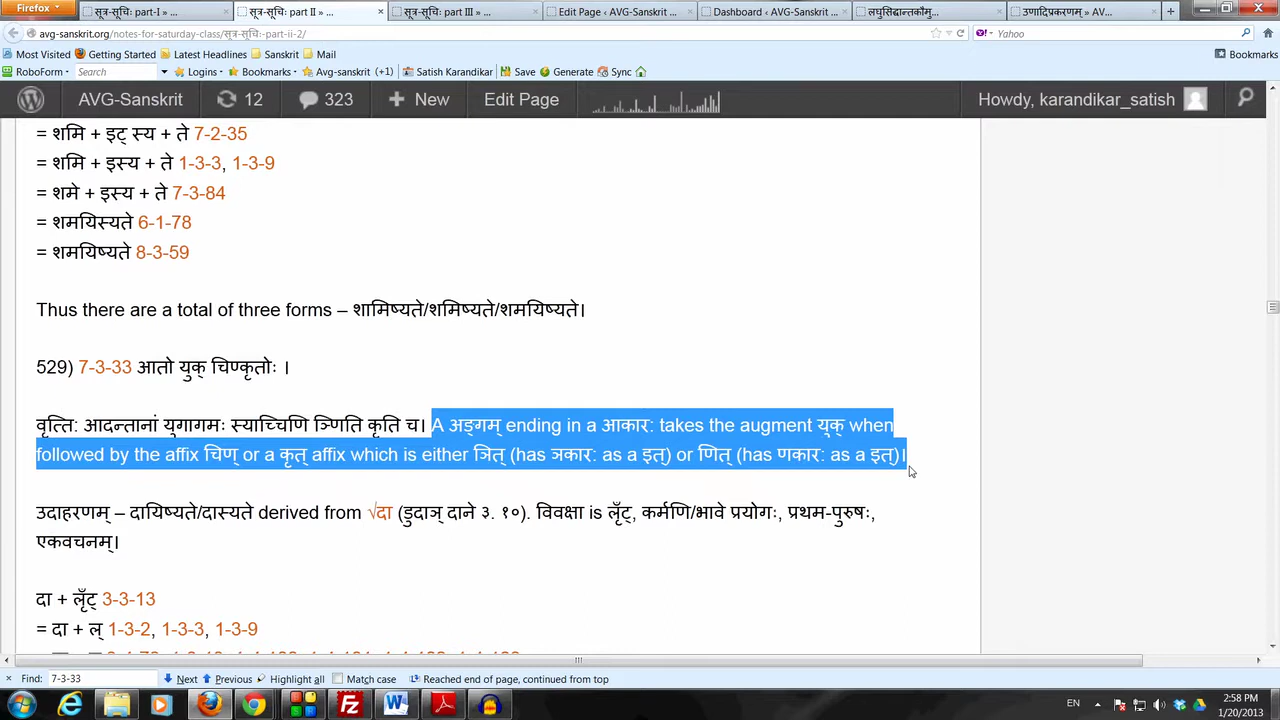 Firefox
सूत्र-सूचिः part-I » ...
सूत्र-सूचिः part II » ...
सूत्र-सूचिः part III » ...
Edit Page ‹ AVG-Sanskrit ...
Dashboard ‹ AVG-Sanskrit...
लघुसिद्धान्तकौमु...
उणादिप्रकरणम् » AV...
avg-sanskrit.org/notes-for-saturday-class/सूत्र-सूचिः-part-ii-2/
Yahoo
Most Visited Getting Started Latest Headlines Sanskrit Mail Bookmarks
RoboForm Search Logins Bookmarks Avg-sanskrit (+1) Satish Karandikar Save Generate Sync
AVG-Sanskrit 12 323 + New Edit Page Howdy, karandikar_satish
= शमि + इट् स्य + ते 7-2-35
= शमि + इस्य + ते 1-3-3, 1-3-9
= शमे + इस्य + ते 7-3-84
= शमयिस्यते 6-1-78
= शमयिष्यते 8-3-59
Thus there are a total of three forms – शामिष्यते/शमिष्यते/शमयिष्यते।
529) 7-3-33 आतो युक् चिण्कृतोः ।
वृत्ति: आदन्तानां युगागमः स्याच्चिणि ञ्णिति कृति च। A अङ्गम् ending in a आकार: takes the augment युक् when
followed by the affix चिण् or a कृत् affix which is either ञित् (has ञकार: as a इत्) or णित् (has णकार: as a इत्)।
उदाहरणम् – दायिष्यते/दास्यते derived from √दा (डुदाञ् दाने ३. १०). विवक्षा is लृँट्, कर्मणि/भावे प्रयोगः, प्रथम-पुरुषः,
एकवचनम्।
दा + लृँट् 3-3-13
= दा + ल् 1-3-2, 1-3-3, 1-3-9
× Find: 7-3-33 Next Previous Highlight all Match case Reached end of page, continued from top
EN
2:58 PM
1/20/2013